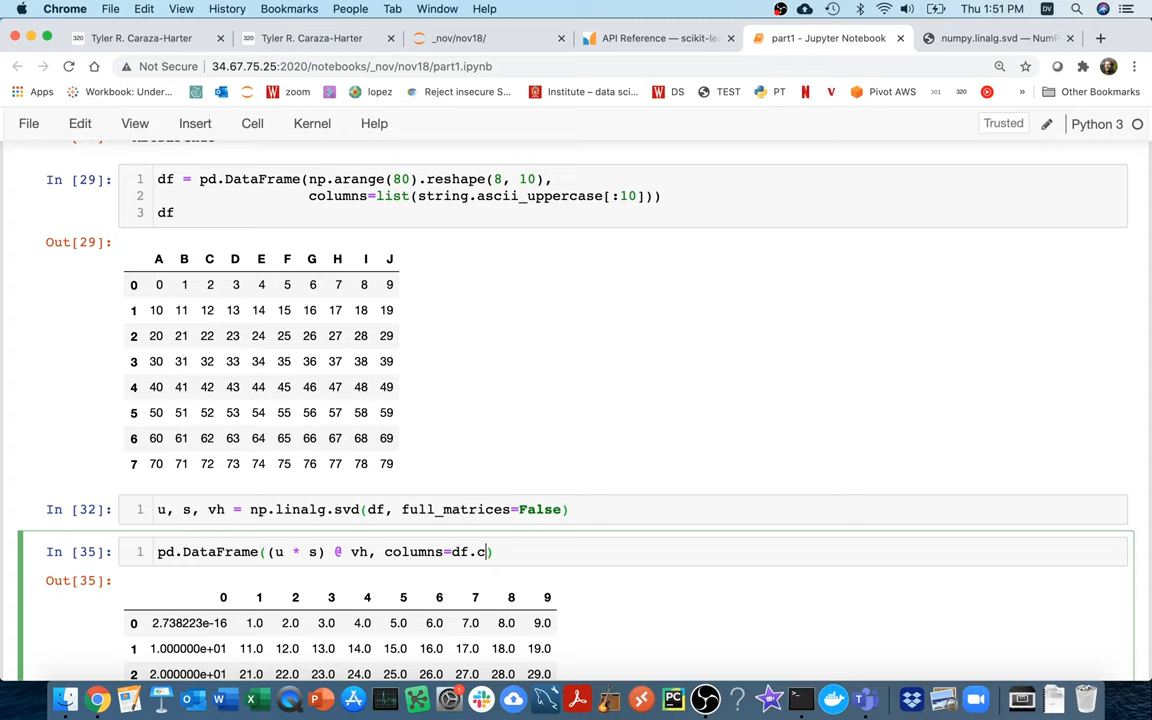 Chrome File Edit View History Bookmarks People Tab Window Help Thu 1:51 PM DV
320 Tyler R. Caraza-Harter 320 Tyler R. Caraza-Harter _nov/nov18/ API Reference — scikit-lea part1 - Jupyter Notebook numpy.linalg.svd — NumP
Not Secure 34.67.75.25:2020/notebooks/_nov/nov18/part1.ipynb
Apps Workbook: Under... zoom lopez Reject insecure S... Institute – data sci... DS TEST PT Pivot AWS 301 320 » Other Bookmarks
File Edit View Insert Cell Kernel Help Trusted Python 3
In [29]: 1 df = pd.DataFrame(np.arange(80).reshape(8, 10),
2 columns=list(string.ascii_uppercase[:10]))
3 df
Out[29]:
A B C D E F G H I J
0 0 1 2 3 4 5 6 7 8 9
1 10 11 12 13 14 15 16 17 18 19
2 20 21 22 23 24 25 26 27 28 29
3 30 31 32 33 34 35 36 37 38 39
4 40 41 42 43 44 45 46 47 48 49
5 50 51 52 53 54 55 56 57 58 59
6 60 61 62 63 64 65 66 67 68 69
7 70 71 72 73 74 75 76 77 78 79
In [32]: 1 u, s, vh = np.linalg.svd(df, full_matrices=False)
In [35]: 1 pd.DataFrame((u * s) @ vh, columns=df.c)
Out[35]:
0 1 2 3 4 5 6 7 8 9
0 2.738223e-16 1.0 2.0 3.0 4.0 5.0 6.0 7.0 8.0 9.0
1 1.000000e+01 11.0 12.0 13.0 14.0 15.0 16.0 17.0 18.0 19.0
2 2.000000e+01 21.0 22.0 23.0 24.0 25.0 26.0 27.0 28.0 29.0